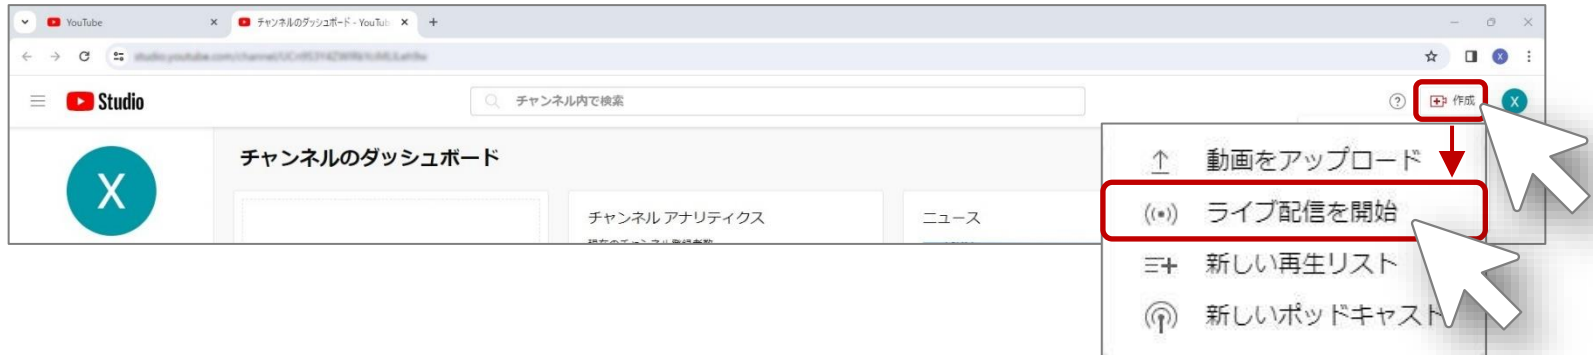 YouTube
チャンネルのダッシュボード - YouTub
X
Studio
チャンネル内で検索
作成
X
X
チャンネルのダッシュボード
チャンネル アナリティクス
ニュース
動画をアップロード
ライブ配信を開始
新しい再生リスト
新しいポッドキャスト